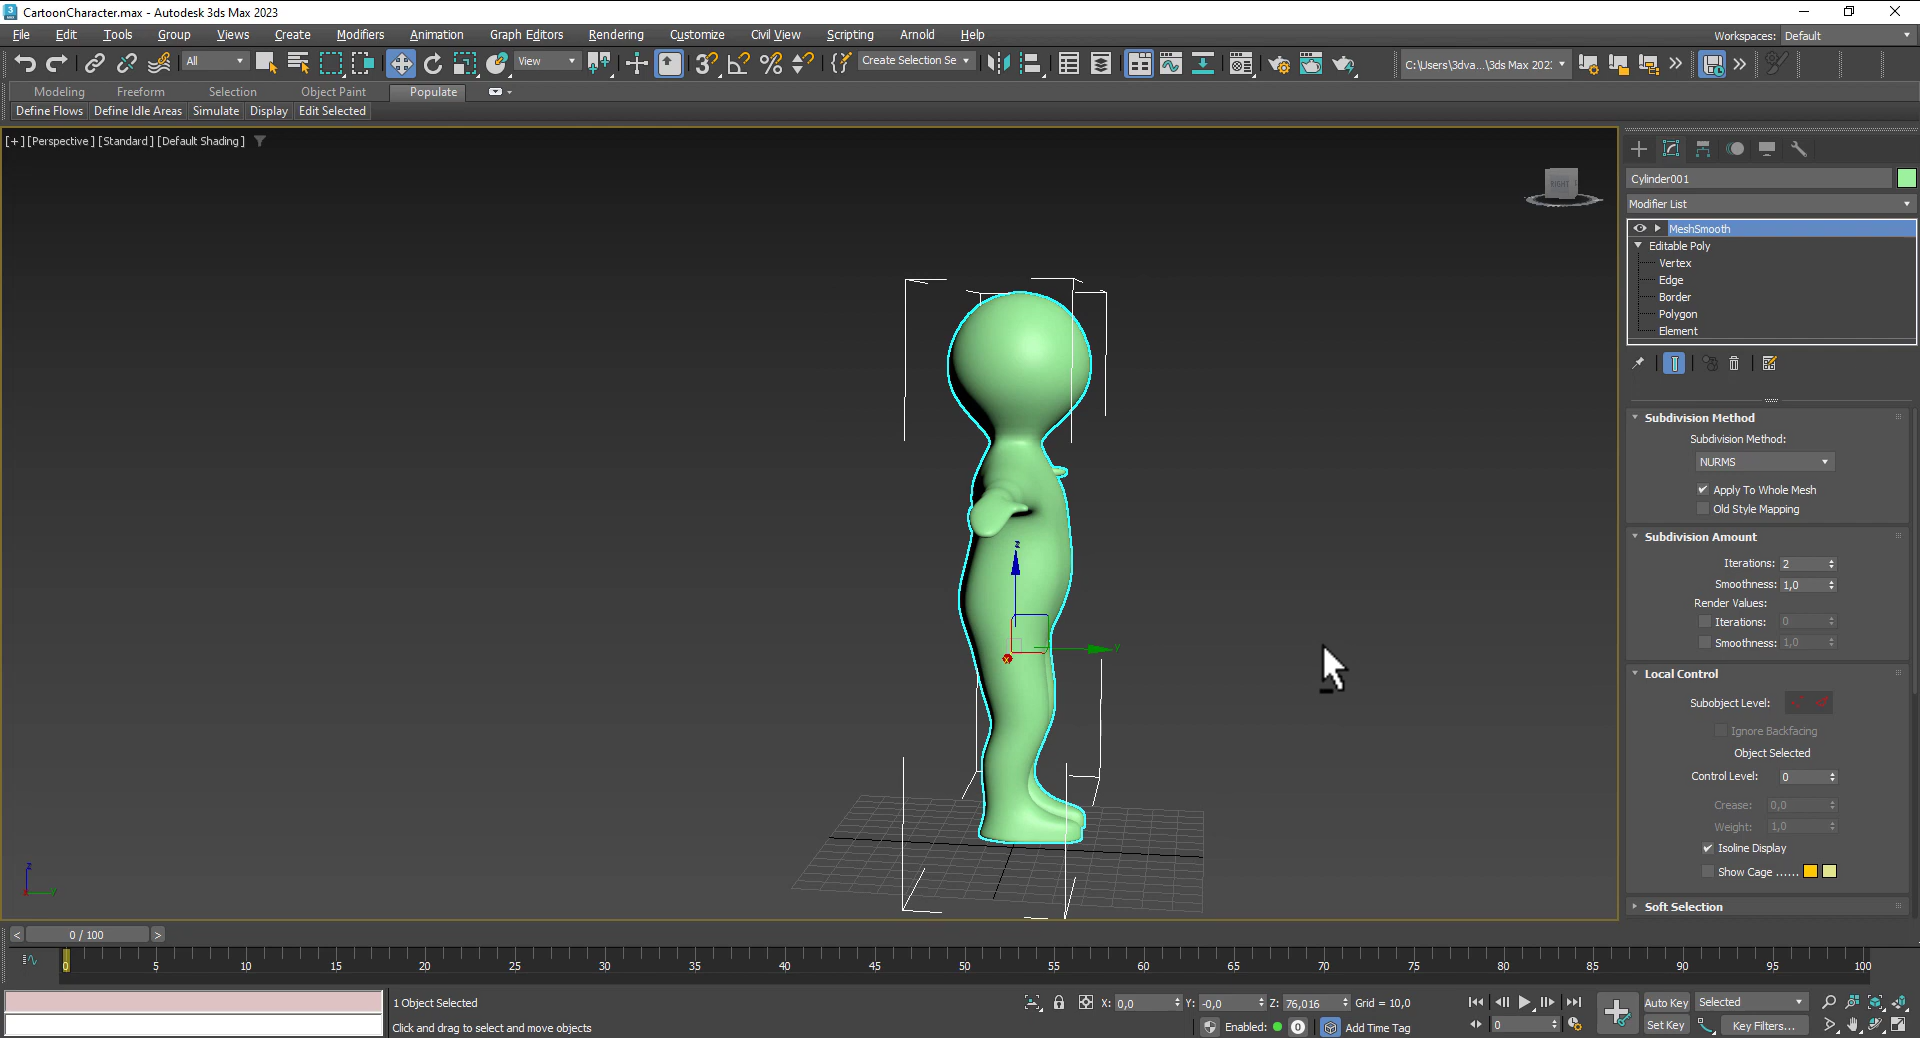 CartoonCharacter.max - Autodesk 3ds Max 2023
File Edit Tools Group Views Create Modifiers Animation Graph Editors Rendering Customize Civil View Scripting Arnold Help
Workspaces: Default
All View Create Selection Se C:\Users\3dva...\3ds Max 202
Modeling Freeform Selection Object Paint Populate
Define Flows Define Idle Areas Simulate Display Edit Selected
[+] [Perspective ] [Standard ] [Default Shading ]
RIGHT
Cylinder001
Modifier List
MeshSmooth
Editable Poly
Vertex
Edge
Border
Polygon
Element
Subdivision Method
Subdivision Method:
NURMS
Apply To Whole Mesh
Old Style Mapping
Subdivision Amount
Iterations: 2
Smoothness: 1,0
Render Values:
Iterations: 0
Smoothness: 1,0
Local Control
Subobject Level:
Ignore Backfacing
Object Selected
Control Level: 0
Crease: 0,0
Weight: 1,0
Isoline Display
Show Cage ......
Soft Selection
z
y
x
z
y
< 0 / 100 >
0 5 10 15 20 25 30 35 40 45 50 55 60 65 70 75 80 85 90 95 100
1 Object Selected
X: 0,0 Y: -0,0 Z: 76,016 Grid = 10,0
Auto Key Selected
Click and drag to select and move objects
Enabled: 0 Add Time Tag
0
Set Key Key Filters...